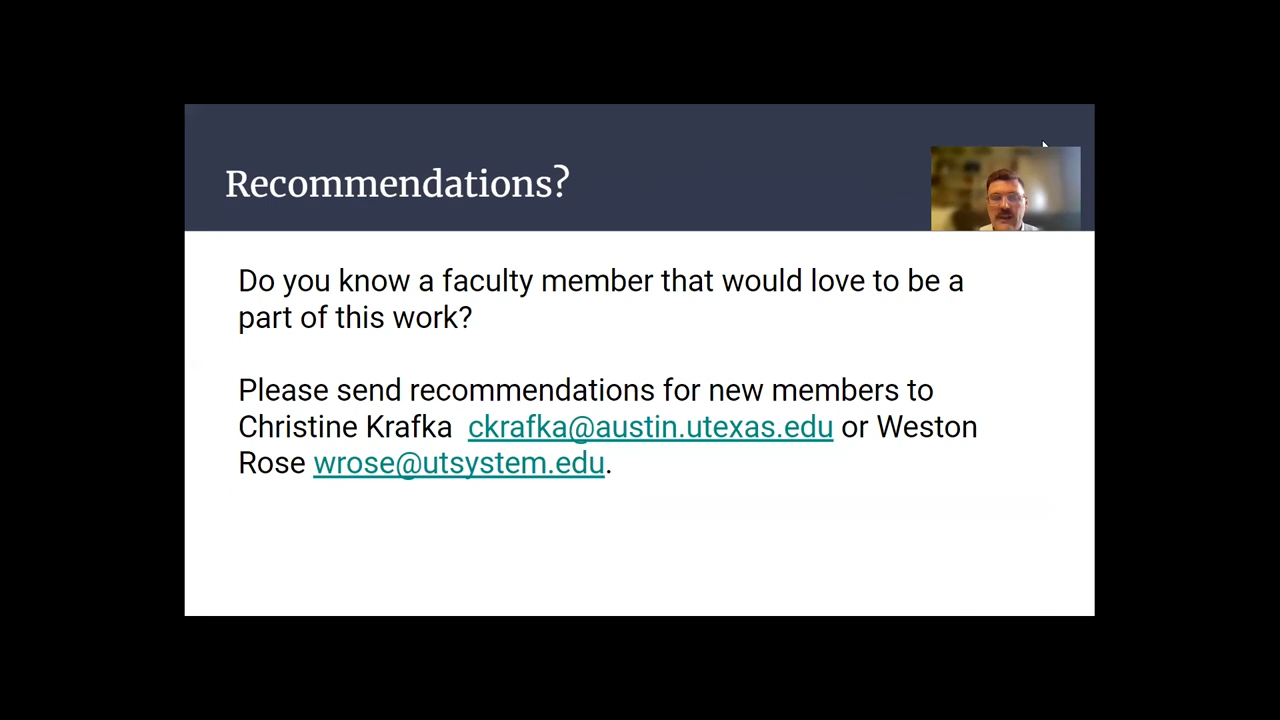 Recommendations?
Do you know a faculty member that would love to be a
part of this work?
Please send recommendations for new members to
Christine Krafka ckrafka@austin.utexas.edu or Weston
Rose wrose@utsystem.edu.